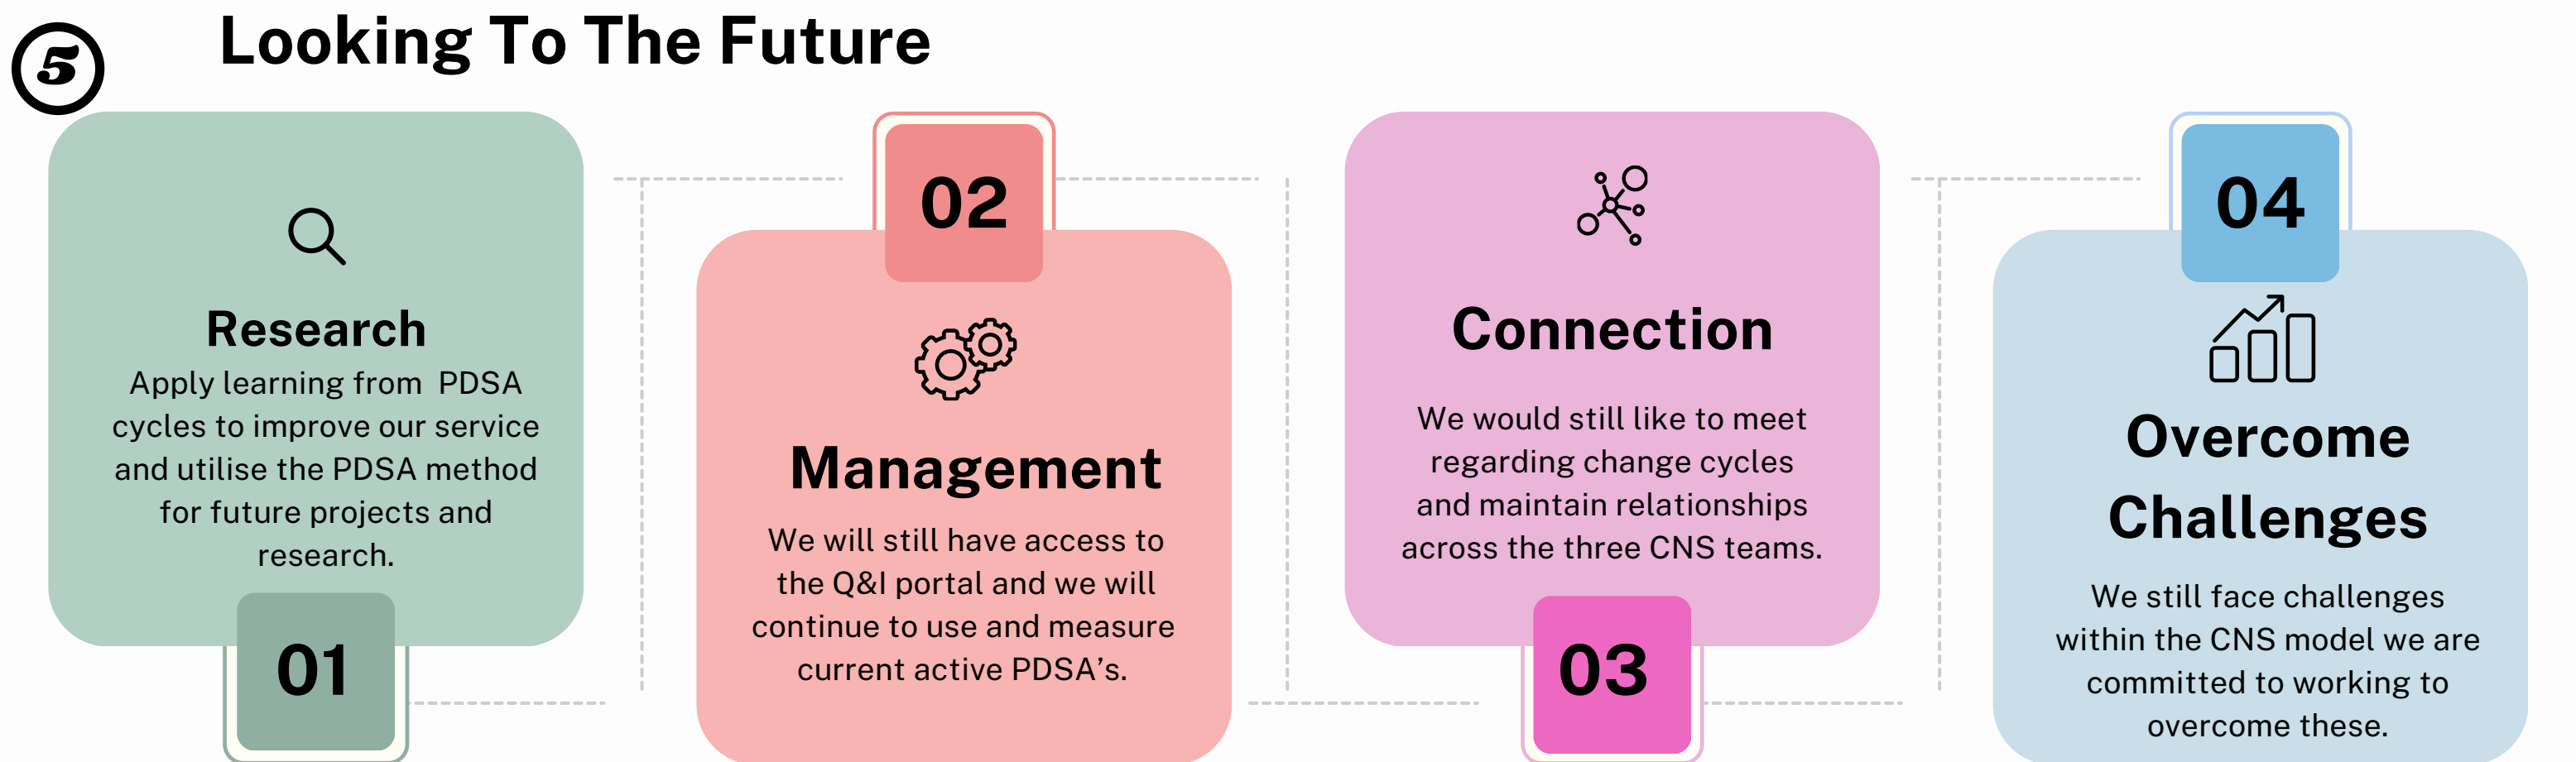 5
Looking To The Future
Research
Apply learning from PDSA
cycles to improve our service
and utilise the PDSA method
for future projects and
research.
01
02
Management
We will still have access to
the Q&I portal and we will
continue to use and measure
current active PDSA’s.
Connection
We would still like to meet
regarding change cycles
and maintain relationships
across the three CNS teams.
03
04
Overcome
Challenges
We still face challenges
within the CNS model we are
committed to working to
overcome these.